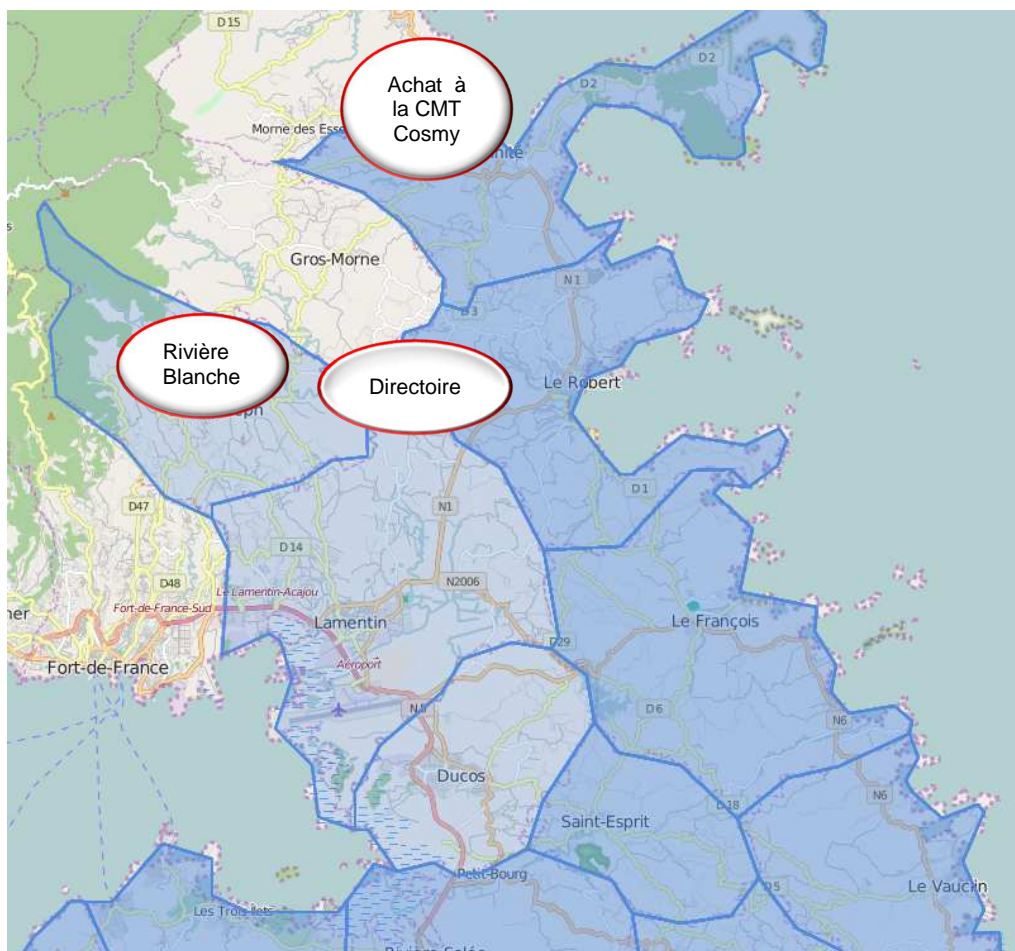 D15
D2
D2
Achat à
la CMT
Cosmy
Morne des Esse
nité
Gros-Morne
N1
D3
Rivière
Blanche
Directoire
Le Robert
eph
D47
N1
D1
D14
D48
N2006
Le Lamentin-Acajou
Fort-de-France-Sud
Lamentin
Le François
D29
Aéroport
Fort-de-France
D6
N6
Ducos
N6
D18
Saint-Esprit
Petit-Bourg
D5
Le Vauclin
Les Trois-Îlets
Rivière-Salée